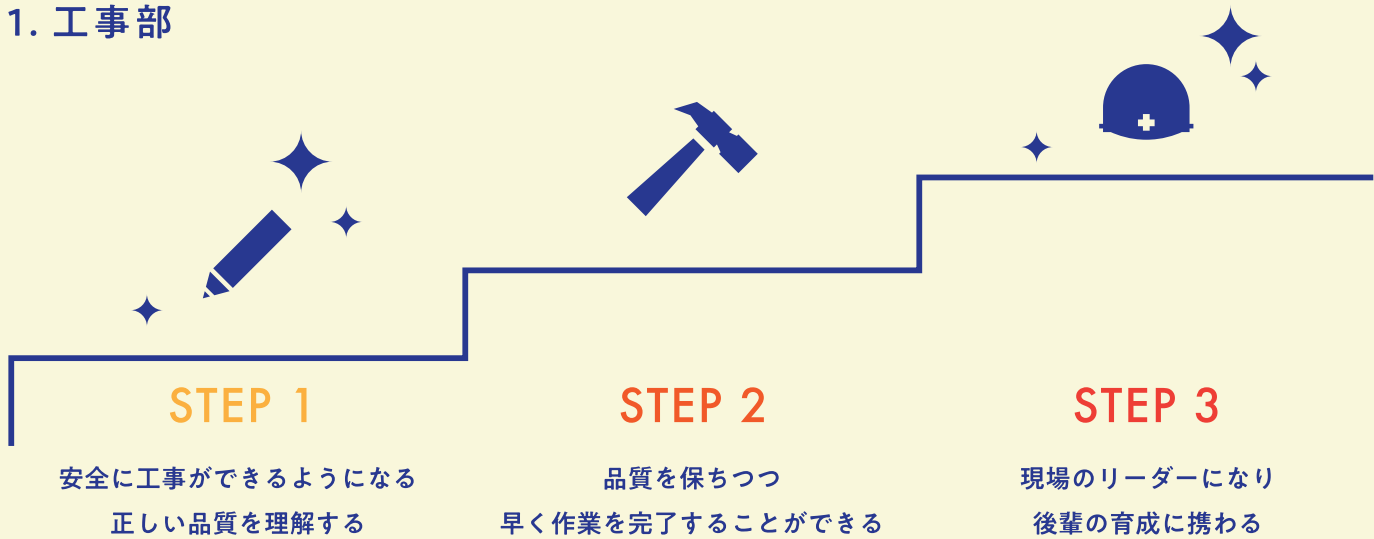 1. 工事部
STEP 1
安全に工事ができるようになる
正しい品質を理解する
STEP 2
品質を保ちつつ
早く作業を完了することができる
STEP 3
現場のリーダーになり
後輩の育成に携わる